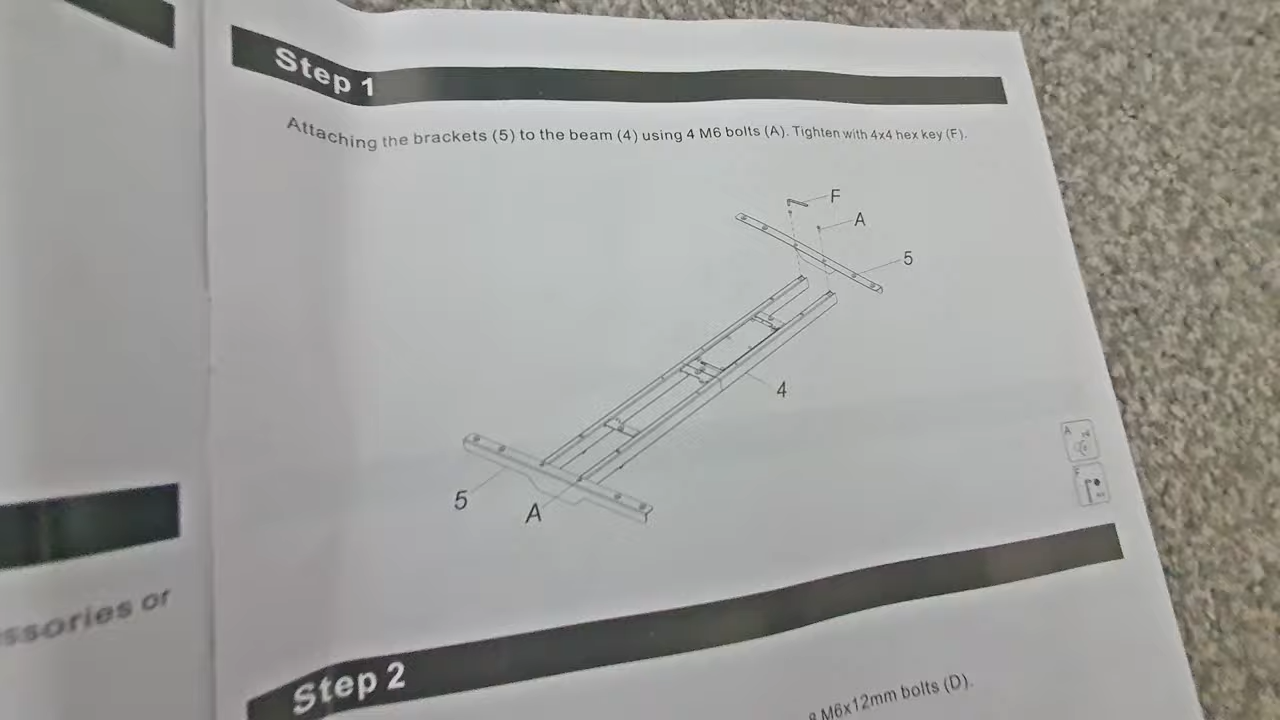 Step 1
Attaching the brackets (5) to the beam (4) using 4 M6 bolts (A). Tighten with 4x4 hex key (F).
F
A
5
4
5
A
A
ssories or
Step 2
8 M6x12mm bolts (D).